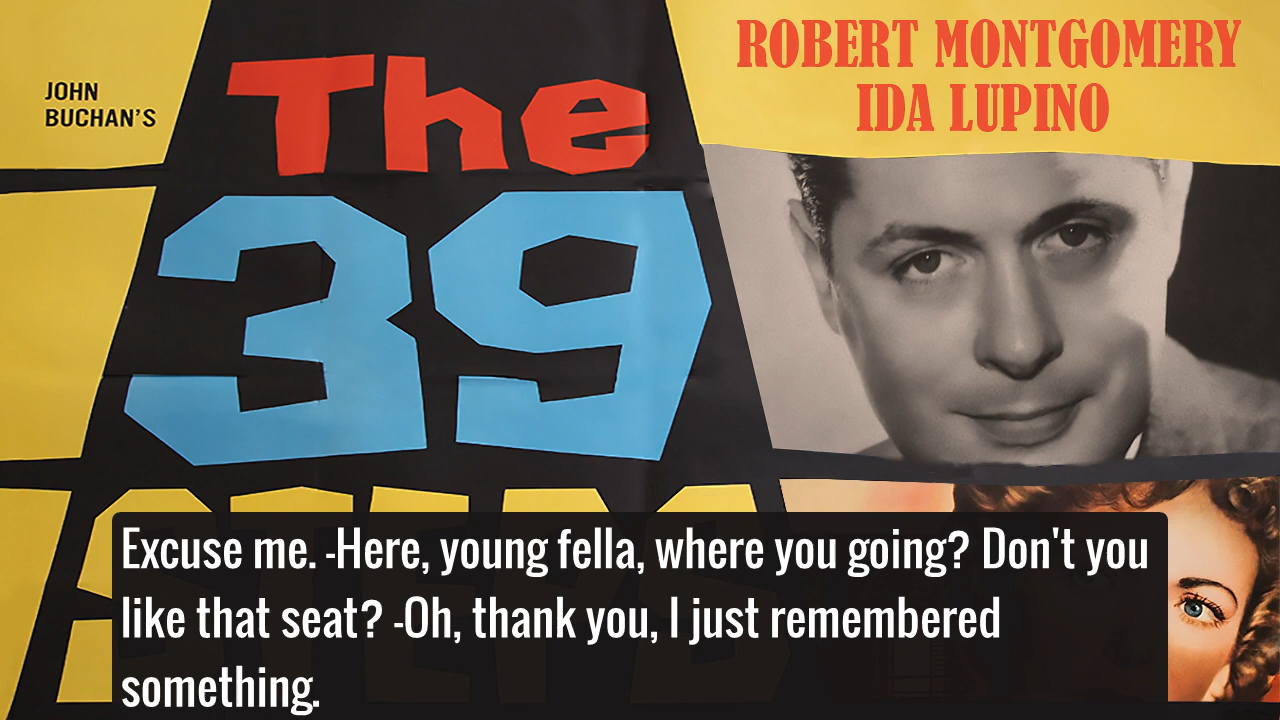 JOHN
BUCHAN'S
The
39
STEPS
ROBERT MONTGOMERY
IDA LUPINO
Excuse me. -Here, young fella, where you going? Don't you
like that seat? -Oh, thank you, I just remembered
something.